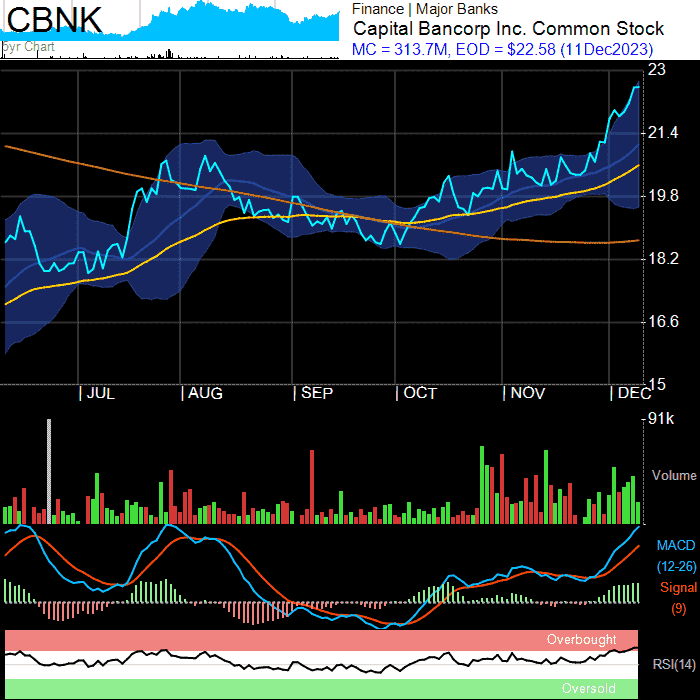 CBNK
5yr Chart
Finance | Major Banks
Capital Bancorp Inc. Common Stock
MC = 313.7M, EOD = $22.58 (11Dec2023)
23
21.4
19.8
18.2
16.6
15
| JUL | AUG | SEP | OCT | NOV | DEC
91k
Volume
MACD
(12-26)
Signal
(9)
Overbought
RSI(14)
Oversold